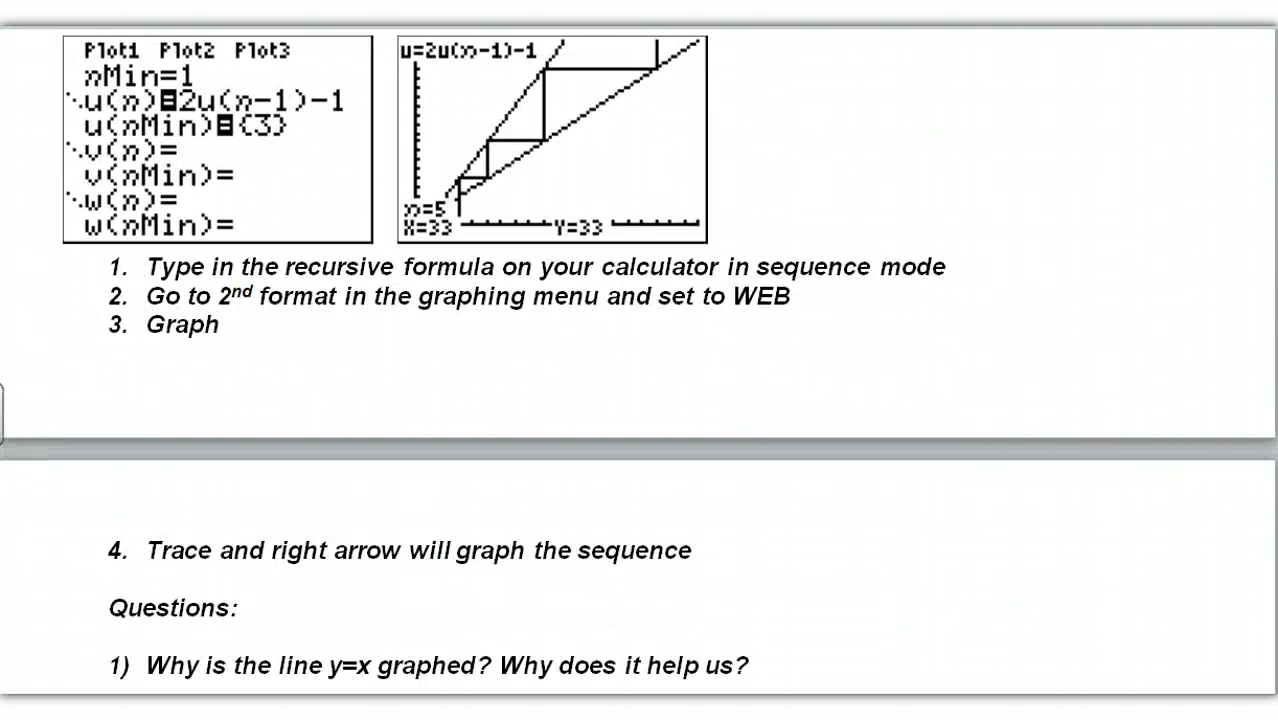 Plot1 Plot2 Plot3
nMin=1
u(n)=2u(n-1)-1
u(nMin)={3}
v(n)=
v(nMin)=
w(n)=
w(nMin)=
u=2u(n-1)-1
n=5
X=33 Y=33
1. Type in the recursive formula on your calculator in sequence mode
2. Go to 2nd format in the graphing menu and set to WEB
3. Graph
4. Trace and right arrow will graph the sequence
Questions:
1) Why is the line y=x graphed? Why does it help us?